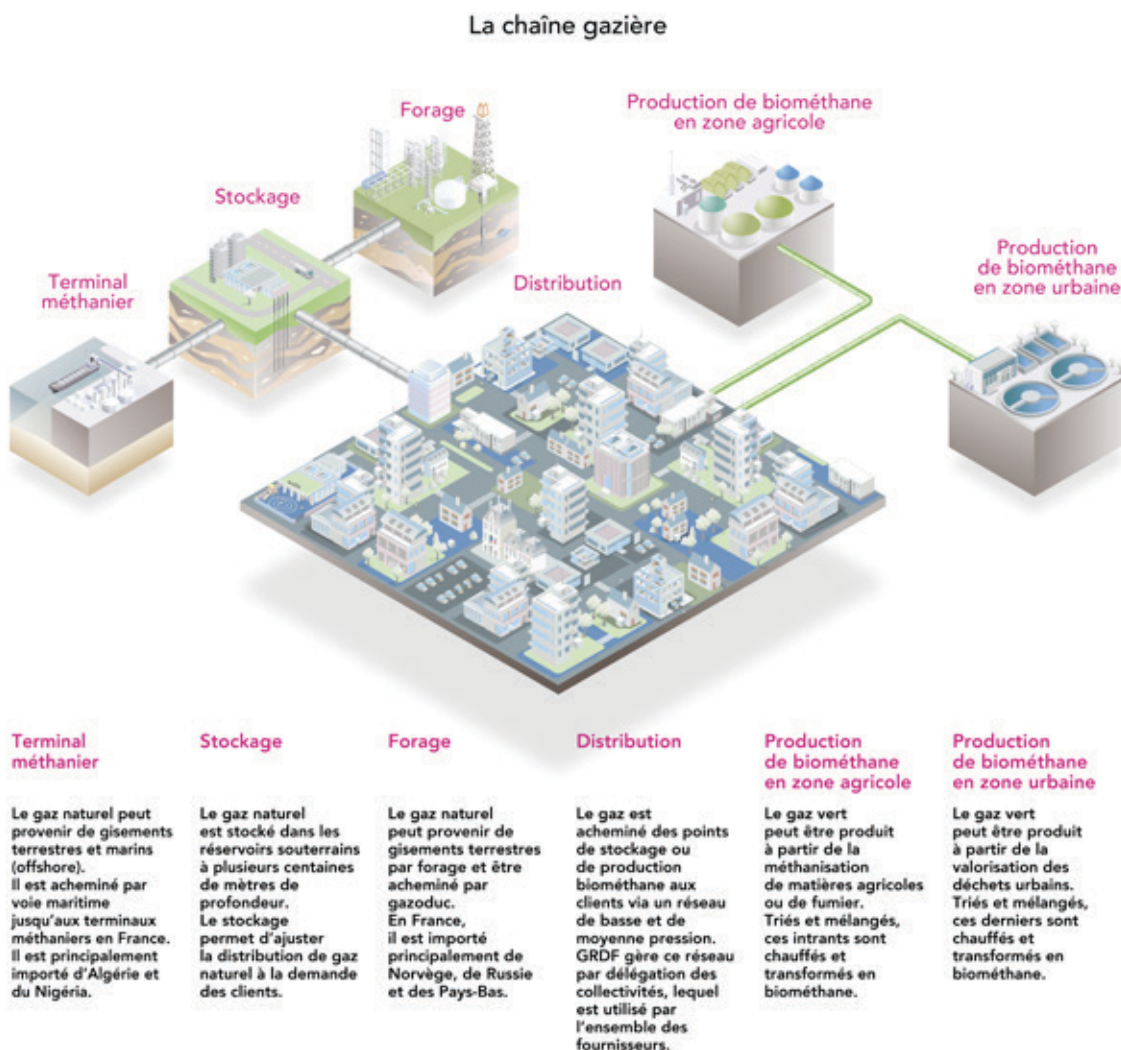 La chaîne gazière
Forage
Production de biométhane
en zone agricole
Stockage
Production
de biométhane
en zone urbaine
Terminal
méthanier
Distribution
Terminal
méthanier
Le gaz naturel peut
provenir de gisements
terrestres et marins
(offshore).
Il est acheminé par
voie maritime
jusqu'aux terminaux
méthaniers en France.
Il est principalement
importé d'Algérie et
du Nigéria.
Stockage
Le gaz naturel
est stocké dans les
réservoirs souterrains
à plusieurs centaines
de mètres de
profondeur.
Le stockage
permet d'ajuster
la distribution de gaz
naturel à la demande
des clients.
Forage
Le gaz naturel
peut provenir de
gisements terrestres
par forage et être
acheminé par
gazoduc.
En France,
il est importé
principalement de
Norvège, de Russie
et des Pays-Bas.
Distribution
Le gaz est
acheminé des points
de stockage ou
de production
biométhane aux
clients via un réseau
de basse et de
moyenne pression.
GRDF gère ce réseau
par délégation des
collectivités, lequel
est utilisé par
l'ensemble des
fournisseurs.
Production
de biométhane
en zone agricole
Le gaz vert
peut être produit
à partir de la
méthanisation
de matières agricoles
ou de fumier.
Triés et mélangés,
ces intrants sont
chauffés et
transformés en
biométhane.
Production
de biométhane
en zone urbaine
Le gaz vert
peut être produit
à partir de la
valorisation des
déchets urbains.
Triés et mélangés,
ces derniers sont
chauffés et
transformés en
biométhane.